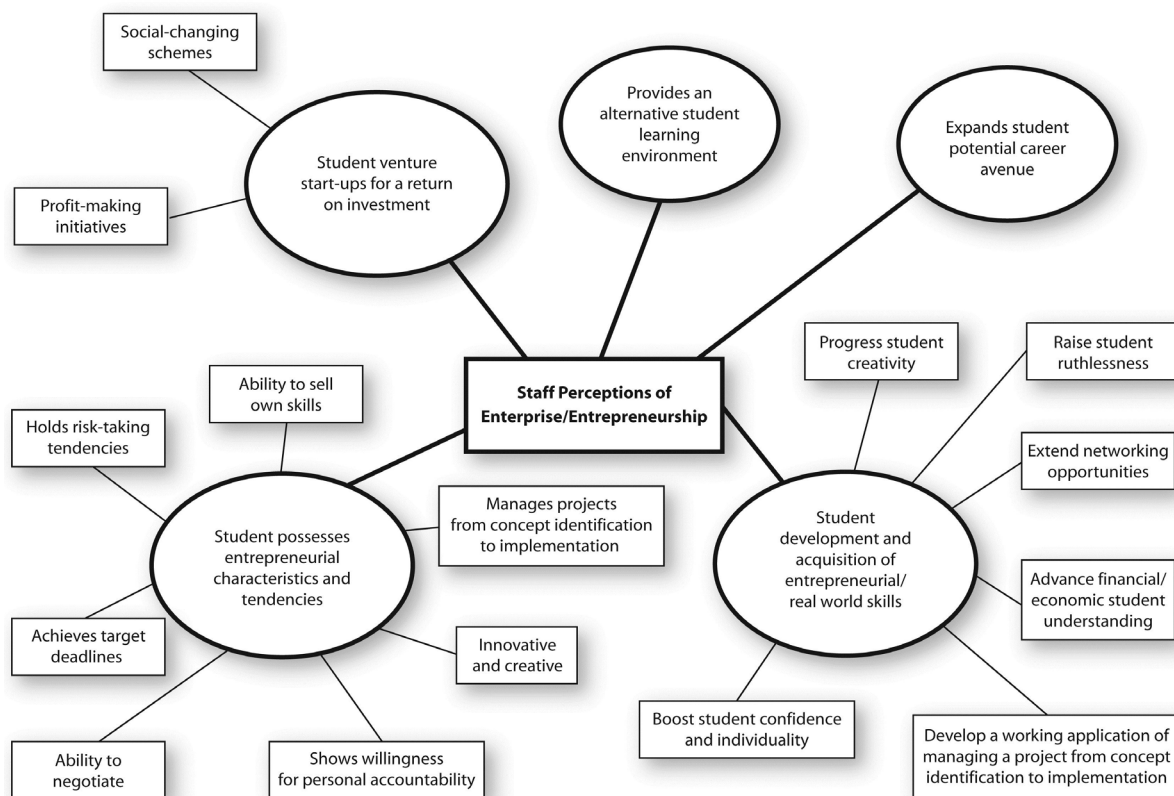 Social-changing
schemes
Profit-making
initiatives
Student venture
start-ups for a return
on investment
Provides an
alternative student
learning
environment
Expands student
potential career
avenue
Staff Perceptions of
Enterprise/Entrepreneurship
Ability to sell
own skills
Holds risk-taking
tendencies
Manages projects
from concept identification
to implementation
Student possesses
entrepreneurial
characteristics and
tendencies
Achieves target
deadlines
Innovative
and creative
Ability to
negotiate
Shows willingness
for personal accountability
Progress student
creativity
Raise student
ruthlessness
Extend networking
opportunities
Student
development and
acquisition of
entrepreneurial/
real world skills
Advance financial/
economic student
understanding
Boost student confidence
and individuality
Develop a working application of
managing a project from concept
identification to implementation